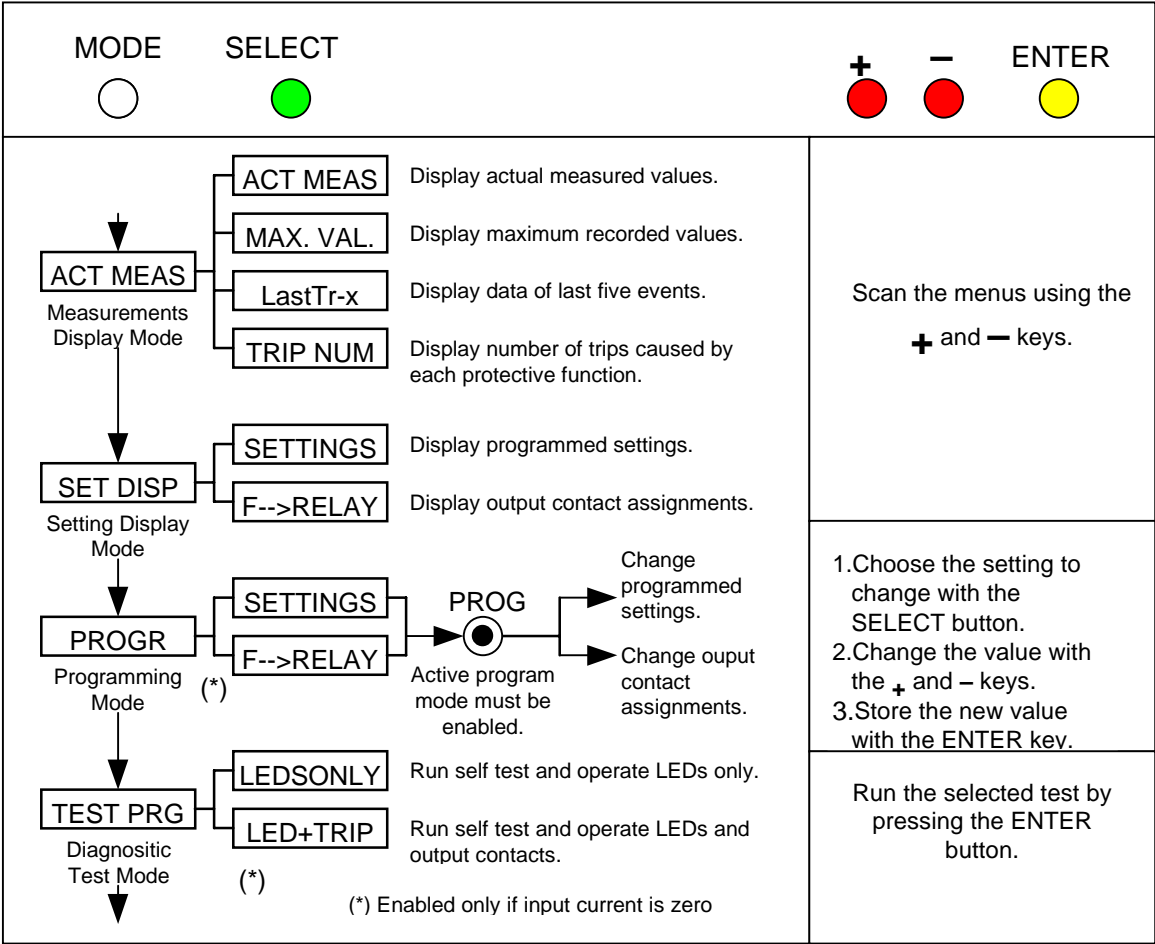 MODE
SELECT
+
–
ENTER
ACT MEAS
Measurements
Display Mode
ACT MEAS
Display actual measured values.
MAX. VAL.
Display maximum recorded values.
LastTr-x
Display data of last five events.
TRIP NUM
Display number of trips caused by
each protective function.
Scan the menus using the
+ and – keys.
SET DISP
Setting Display
Mode
SETTINGS
Display programmed settings.
F-->RELAY
Display output contact assignments.
PROGR
Programming
Mode
(*)
SETTINGS
F-->RELAY
PROG
Active program
mode must be
enabled.
Change
programmed
settings.
Change ouput
contact
assignments.
1.Choose the setting to
change with the
SELECT button.
2.Change the value with
the + and – keys.
3.Store the new value
with the ENTER key.
TEST PRG
Diagnositic
Test Mode
(*)
LEDSONLY
Run self test and operate LEDs only.
LED+TRIP
Run self test and operate LEDs and
output contacts.
Run the selected test by
pressing the ENTER
button.
(*) Enabled only if input current is zero